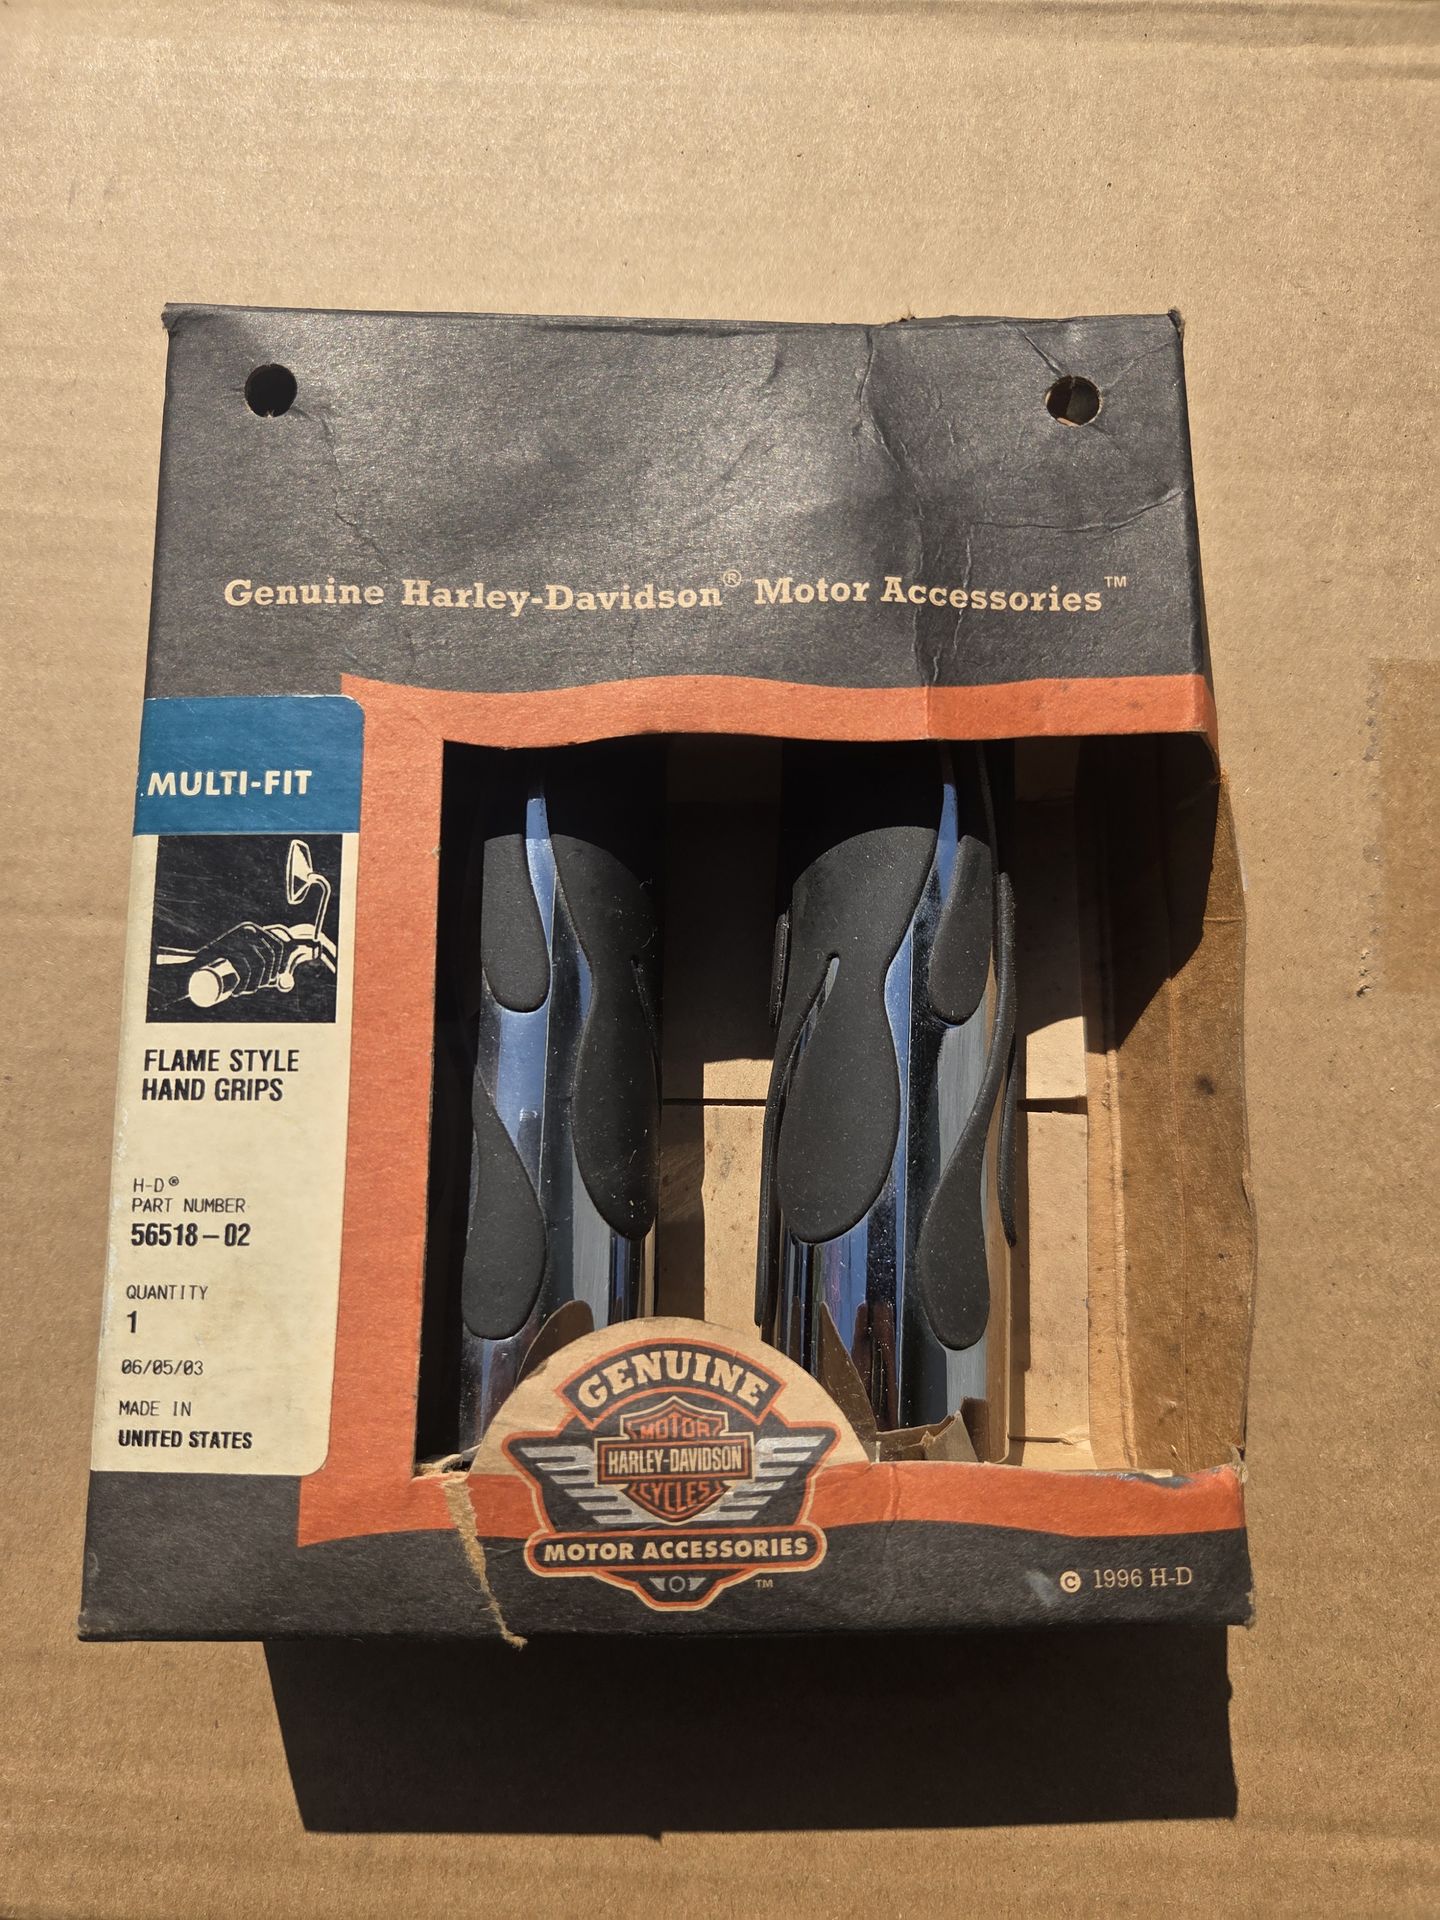 Genuine Harley-Davidson® Motor Accessories™
MULTI-FIT
FLAME STYLE
HAND GRIPS
H-D®
PART NUMBER
56518-02
QUANTITY
1
06/05/03
MADE IN
UNITED STATES
GENUINE
MOTOR
HARLEY-DAVIDSON
CYCLES
MOTOR ACCESSORIES
™
© 1996 H-D